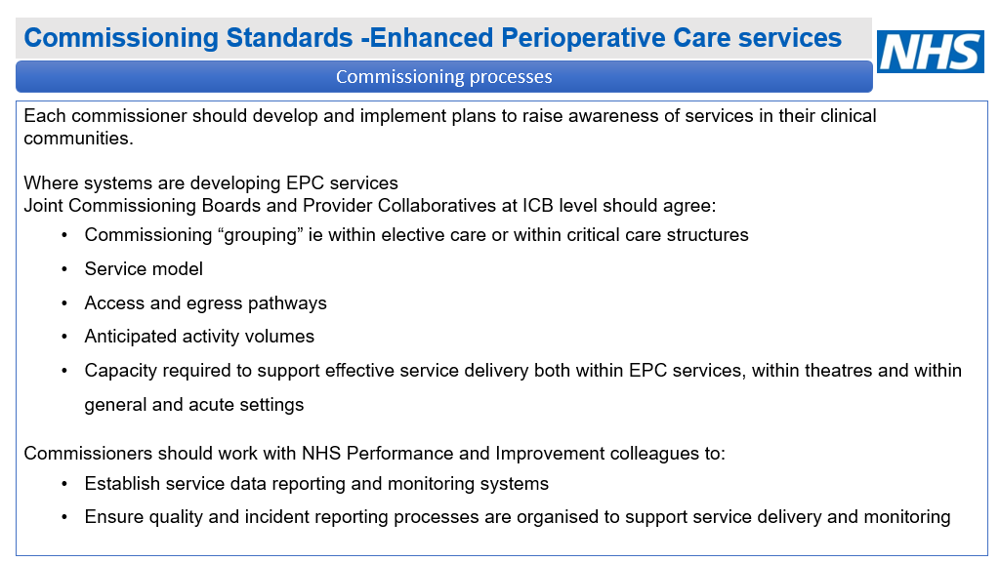 Commissioning Standards -Enhanced Perioperative Care services
NHS
Commissioning processes
Each commissioner should develop and implement plans to raise awareness of services in their clinical
communities.
Where systems are developing EPC services
Joint Commissioning Boards and Provider Collaboratives at ICB level should agree:
• Commissioning “grouping” ie within elective care or within critical care structures
• Service model
• Access and egress pathways
• Anticipated activity volumes
• Capacity required to support effective service delivery both within EPC services, within theatres and within
general and acute settings
Commissioners should work with NHS Performance and Improvement colleagues to:
• Establish service data reporting and monitoring systems
• Ensure quality and incident reporting processes are organised to support service delivery and monitoring